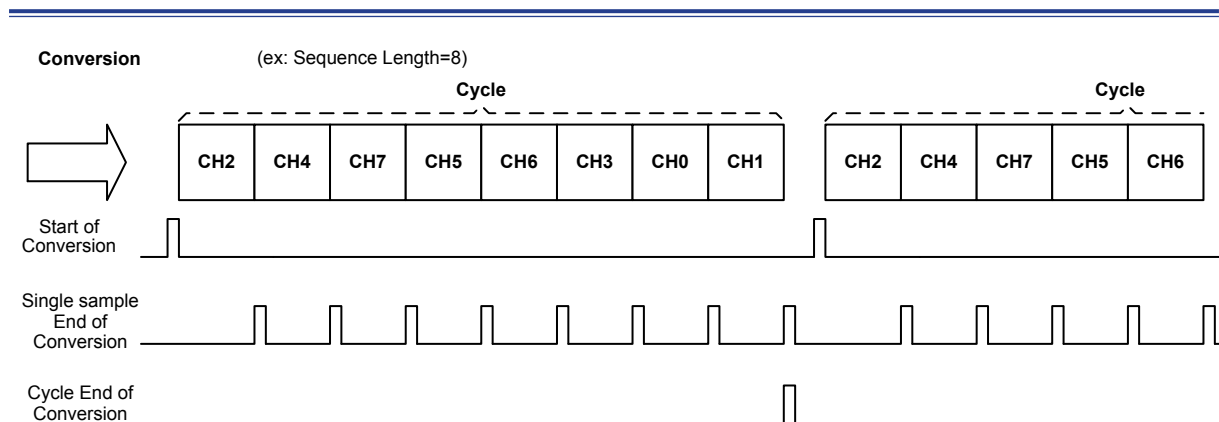 Conversion (ex: Sequence Length=8)
Cycle Cycle
CH2 CH4 CH7 CH5 CH6 CH3 CH0 CH1 CH2 CH4 CH7 CH5 CH6
Start of
Conversion
Single sample
End of
Conversion
Cycle End of
Conversion